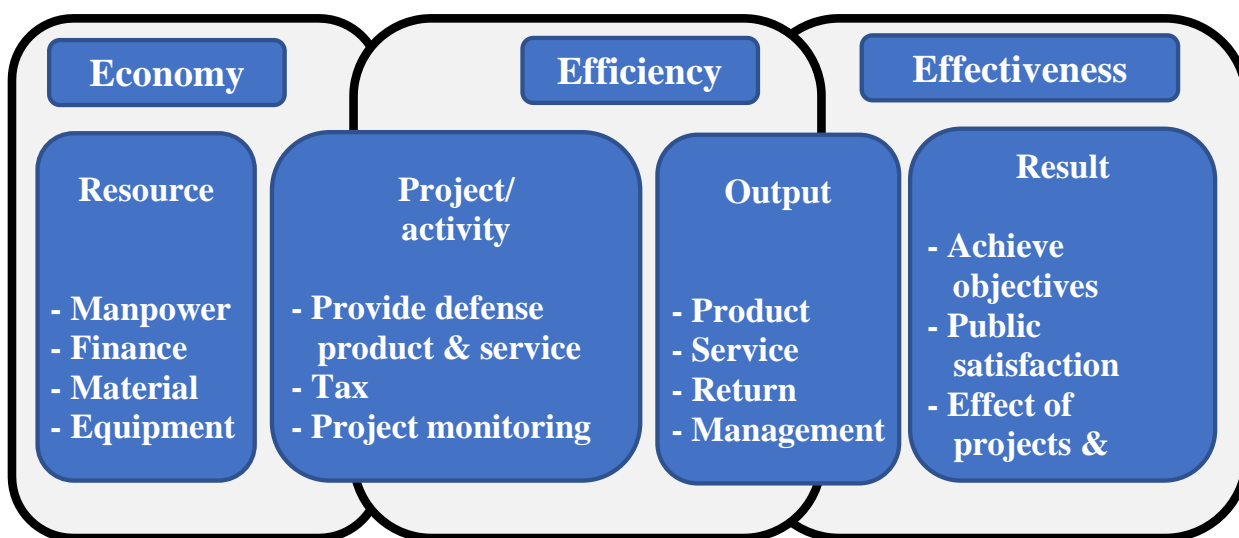 Economy
Efficiency
Effectiveness
Resource
- Manpower
- Finance
- Material
- Equipment
Project/
activity
- Provide defense
product & service
- Tax
- Project monitoring
Output
- Product
- Service
- Return
- Management
Result
- Achieve
objectives
- Public
satisfaction
- Effect of
projects &